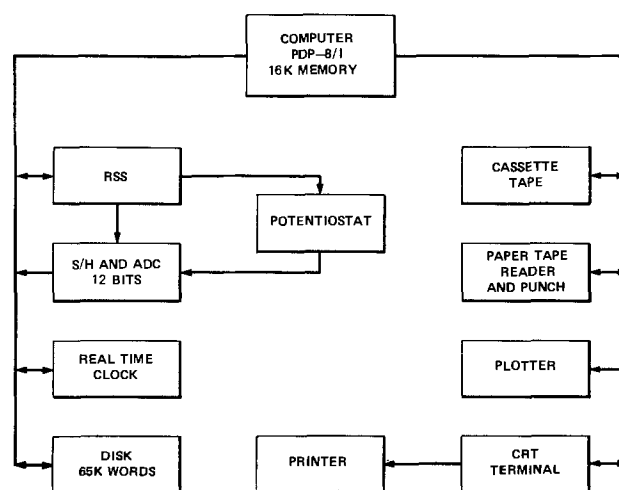 COMPUTER
PDP-8/I
16K MEMORY
RSS
CASSETTE
TAPE
POTENTIOSTAT
S/H AND ADC
12 BITS
PAPER TAPE
READER
AND PUNCH
REAL TIME
CLOCK
PLOTTER
DISK
65K WORDS
PRINTER
CRT
TERMINAL